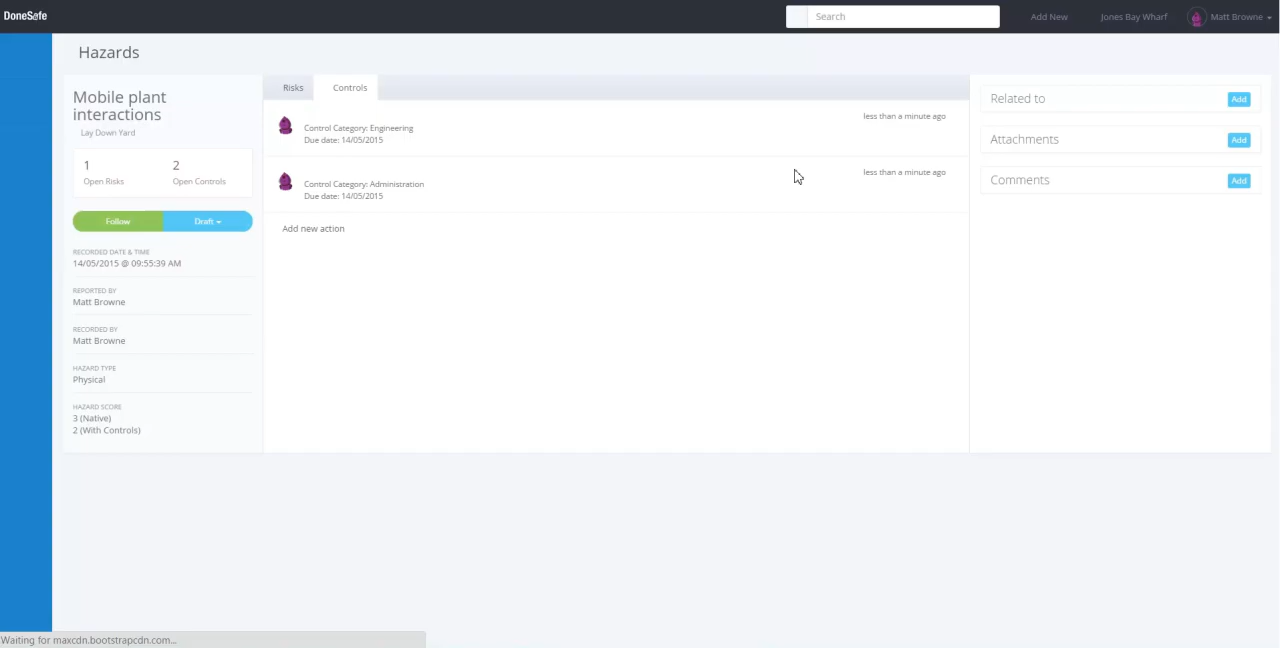 DoneSafe
Search
Add New
Jones Bay Wharf
Matt Browne
Hazards
Mobile plant
interactions
Lay Down Yard
1
Open Risks
2
Open Controls
Follow
Draft
RECORDED DATE & TIME
14/05/2015 @ 09:55:39 AM
REPORTED BY
Matt Browne
RECORDED BY
Matt Browne
HAZARD TYPE
Physical
HAZARD SCORE
3 (Native)
2 (With Controls)
Risks
Controls
less than a minute ago
Control Category: Engineering
Due date: 14/05/2015
less than a minute ago
Control Category: Administration
Due date: 14/05/2015
Add new action
Related to
Add
Attachments
Add
Comments
Add
Waiting for maxcdn.bootstrapcdn.com...